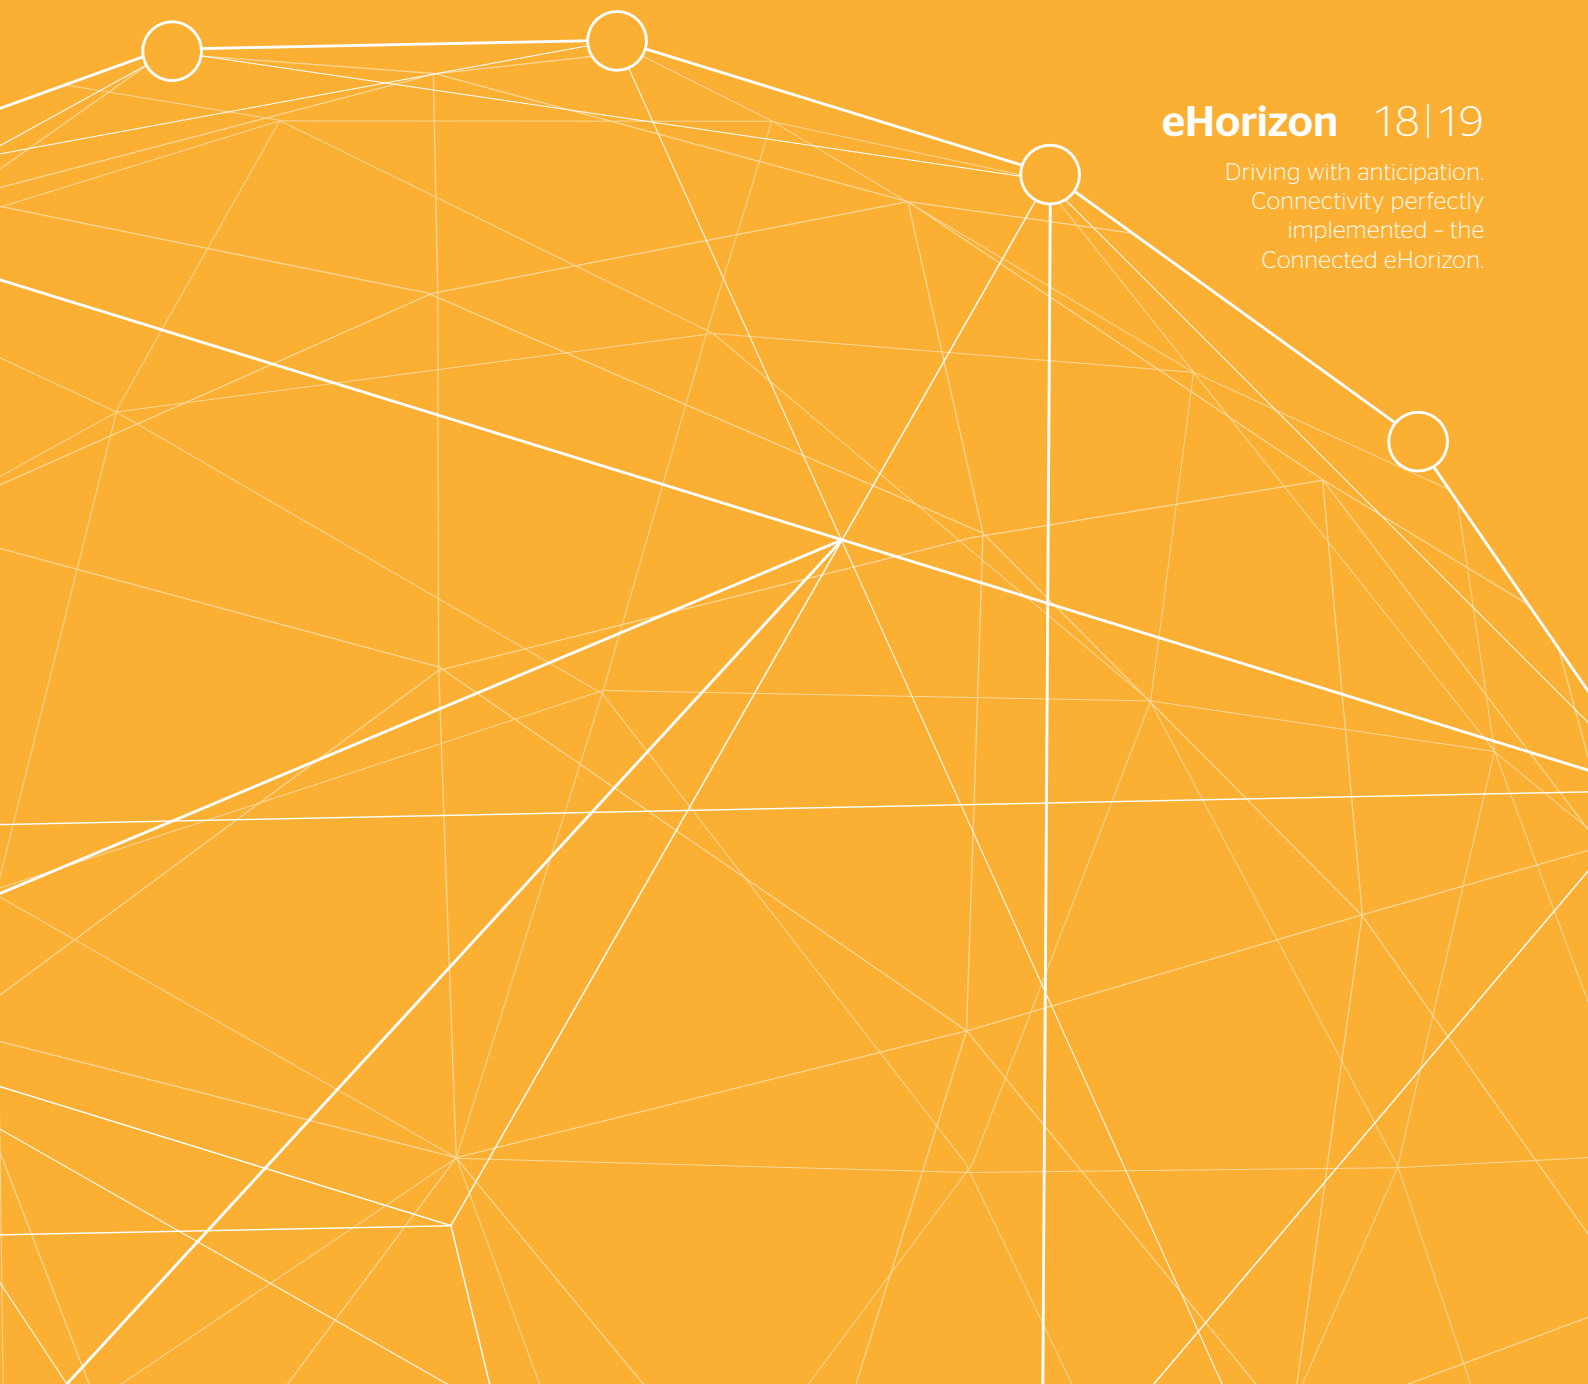 eHorizon 18|19
Driving with anticipation.
Connectivity perfectly
implemented – the
Connected eHorizon.